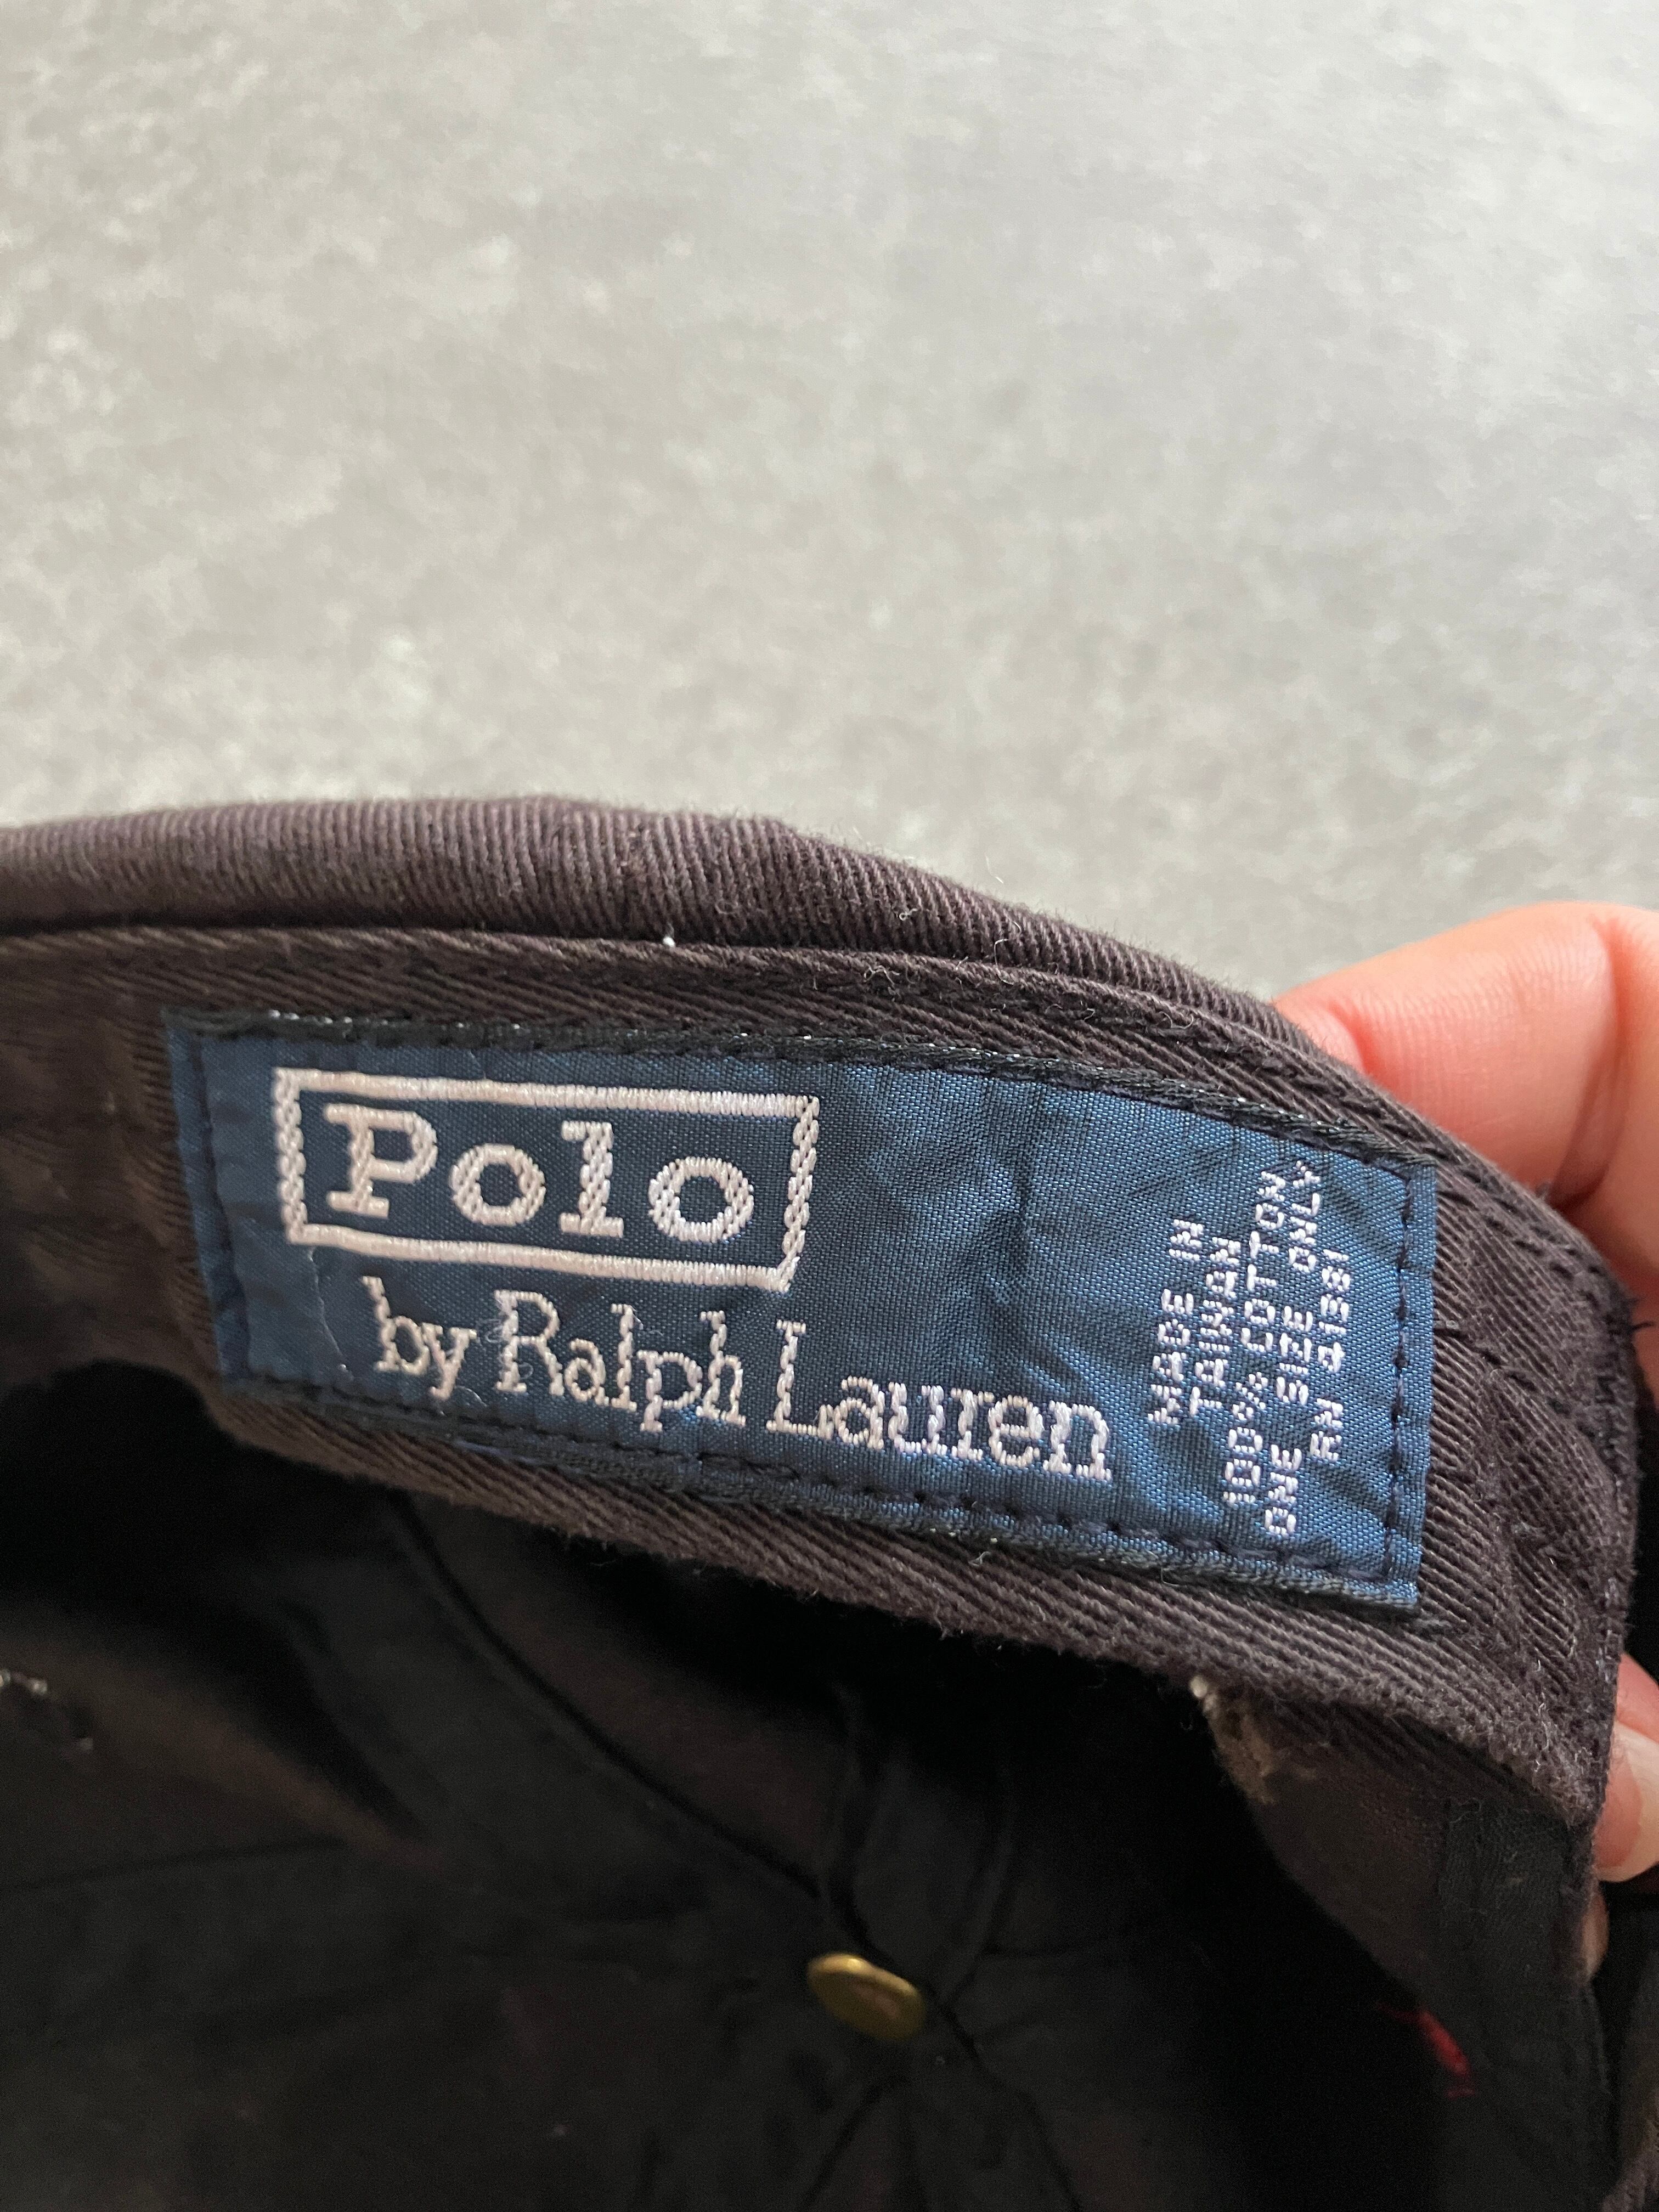 Polo
by Ralph Lauren
MADE IN
TAIWAN
100% COTTON
ONE SIZE ONLY
RN 41381